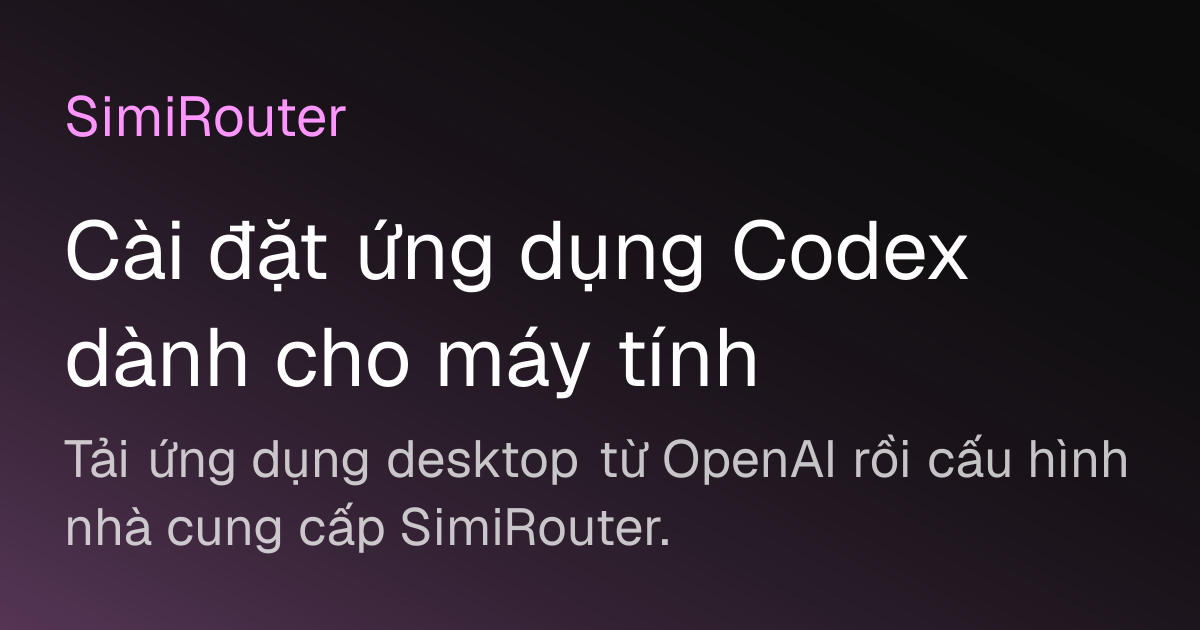 SimiRouter
Cài đặt ứng dụng Codex
dành cho máy tính
Tải ứng dụng desktop từ OpenAI rồi cấu hình
nhà cung cấp SimiRouter.